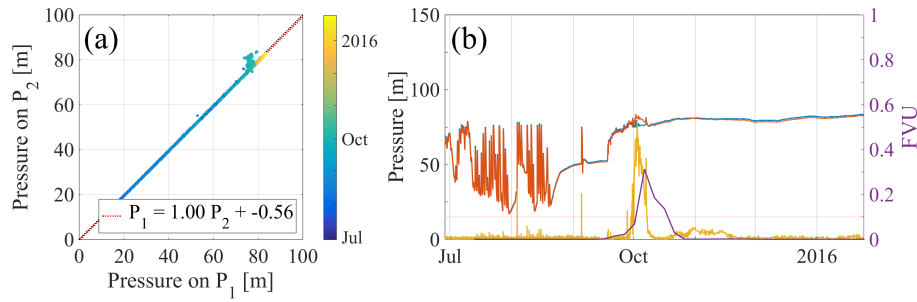 (a)
100
80
60
40
20
0
Pressure on P2 [m]
0 20 40 60 80 100
Pressure on P1 [m]
P1 = 1.00 P2 + -0.56
2016
Oct
Jul
(b)
150
100
50
0
Pressure [m]
Jul Oct 2016
1
0.8
0.6
0.4
0.2
0
FVU